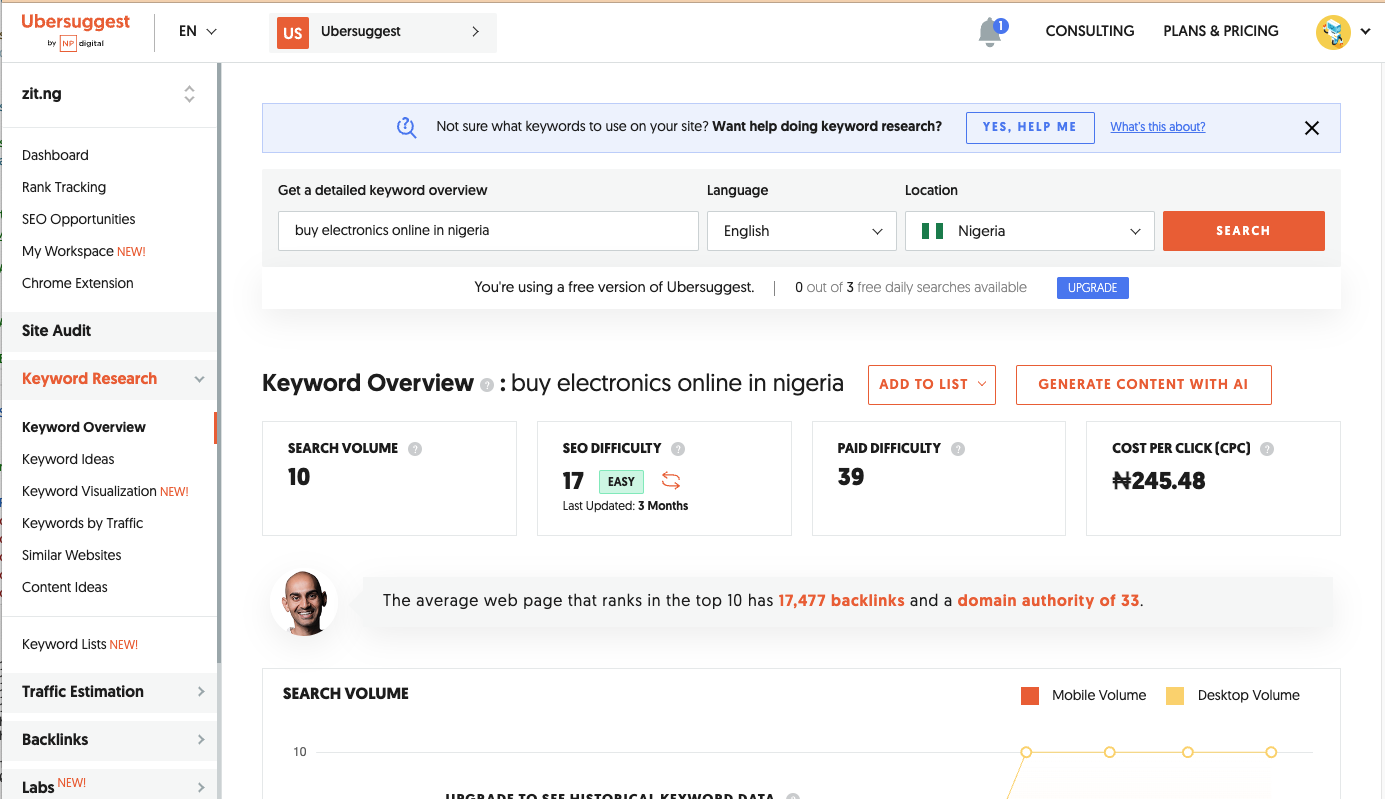 Ubersuggest
by NP digital
EN
US Ubersuggest
1
CONSULTING
PLANS & PRICING
zit.ng
Dashboard
Rank Tracking
SEO Opportunities
My Workspace NEW!
Chrome Extension
Site Audit
Keyword Research
Keyword Overview
Keyword Ideas
Keyword Visualization NEW!
Keywords by Traffic
Similar Websites
Content Ideas
Keyword Lists NEW!
Traffic Estimation
Backlinks
Labs NEW!
Not sure what keywords to use on your site? Want help doing keyword research?
YES, HELP ME
What's this about?
Get a detailed keyword overview
Language
Location
buy electronics online in nigeria
English
Nigeria
SEARCH
You're using a free version of Ubersuggest. | 0 out of 3 free daily searches available
UPGRADE
Keyword Overview ? : buy electronics online in nigeria
ADD TO LIST
GENERATE CONTENT WITH AI
SEARCH VOLUME ?
10
SEO DIFFICULTY ?
17 EASY
Last Updated: 3 Months
PAID DIFFICULTY ?
39
COST PER CLICK (CPC) ?
₦245.48
The average web page that ranks in the top 10 has 17,477 backlinks and a domain authority of 33.
SEARCH VOLUME
Mobile Volume
Desktop Volume
10
UPGRADE TO SEE HISTORICAL KEYWORD DATA